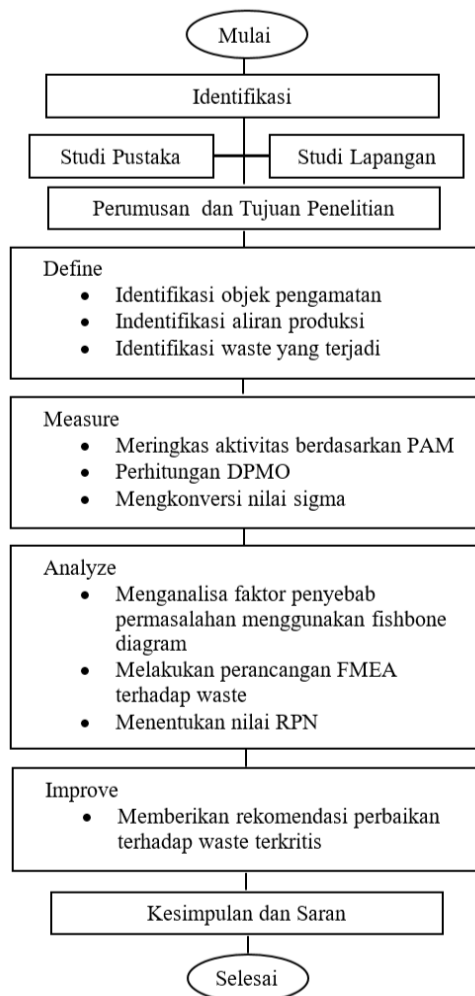 Mulai
Identifikasi
Studi Pustaka
Studi Lapangan
Perumusan dan Tujuan Penelitian
Define
• Identifikasi objek pengamatan
• Indentifikasi aliran produksi
• Identifikasi waste yang terjadi
Measure
• Meringkas aktivitas berdasarkan PAM
• Perhitungan DPMO
• Mengkonversi nilai sigma
Analyze
• Menganalisa faktor penyebab
permasalahan menggunakan fishbone
diagram
• Melakukan perancangan FMEA
terhadap waste
• Menentukan nilai RPN
Improve
• Memberikan rekomendasi perbaikan
terhadap waste terkritis
Kesimpulan dan Saran
Selesai